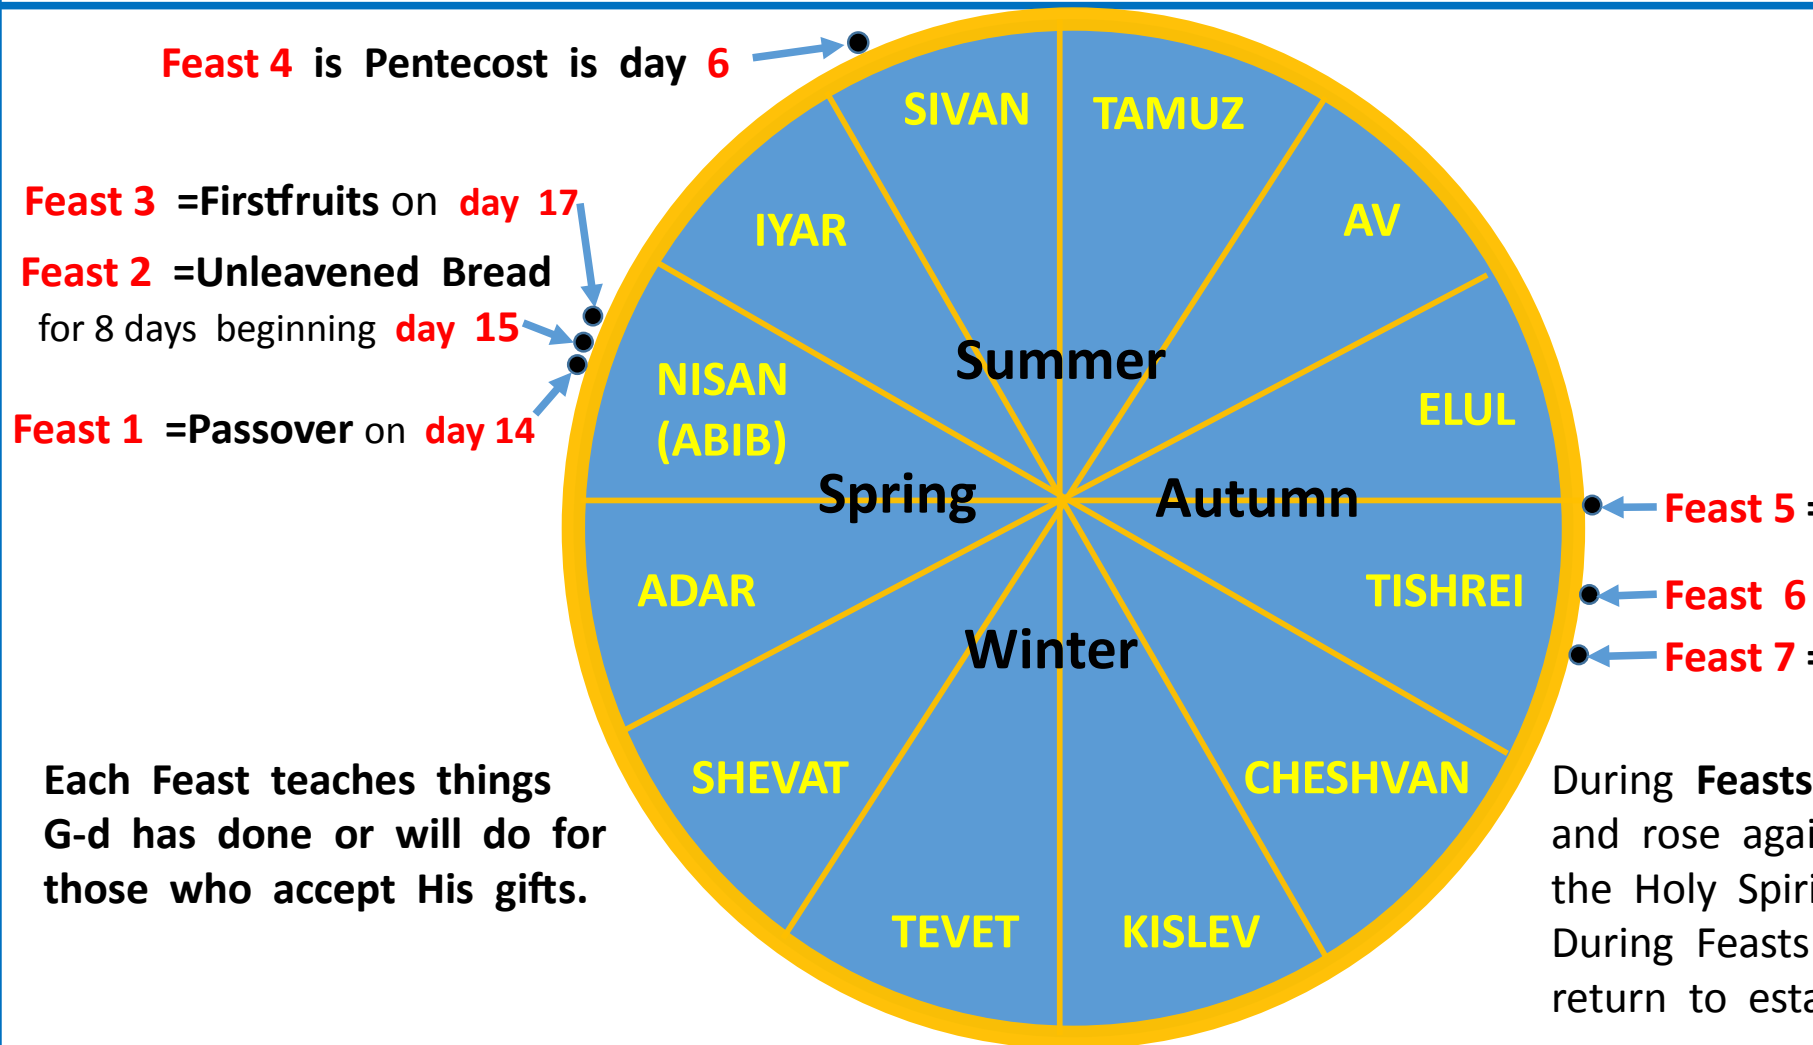 Feast 4 is Pentecost is day 6
Feast 3 =Firstfruits on day 17
Feast 2 =Unleavened Bread
for 8 days beginning day 15
Feast 1 =Passover on day 14
SIVAN
TAMUZ
IYAR
AV
NISAN
(ABIB)
ELUL
Summer
Spring
Autumn
Winter
ADAR
TISHREI
SHEVAT
CHESHVAN
TEVET
KISLEV
Feast 5 =
Feast 6
Feast 7 =
Each Feast teaches things
G-d has done or will do for
those who accept His gifts.
During Feasts
and rose
the Holy
During Feasts
return to